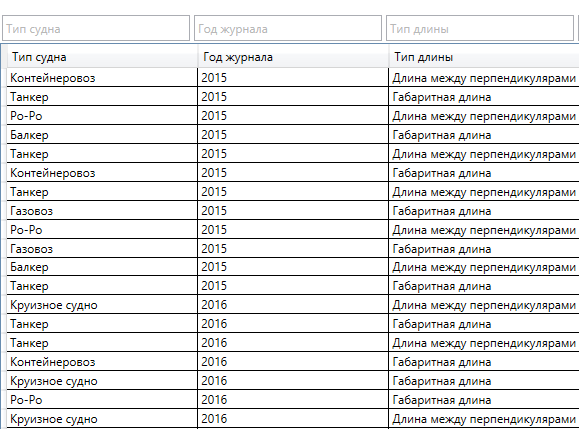 Тип судна Год журнала Тип длины
Тип судна Год журнала Тип длины
Контейнеровоз 2015 Длина между перпендикулярами
Танкер 2015 Габаритная длина
Ро-Ро 2015 Длина между перпендикулярами
Балкер 2015 Габаритная длина
Танкер 2015 Длина между перпендикулярами
Контейнеровоз 2015 Габаритная длина
Танкер 2015 Длина между перпендикулярами
Газовоз 2015 Габаритная длина
Ро-Ро 2015 Длина между перпендикулярами
Газовоз 2015 Габаритная длина
Балкер 2015 Длина между перпендикулярами
Танкер 2015 Габаритная длина
Круизное судно 2016 Длина между перпендикулярами
Танкер 2016 Габаритная длина
Танкер 2016 Длина между перпендикулярами
Контейнеровоз 2016 Габаритная длина
Круизное судно 2016 Габаритная длина
Ро-Ро 2016 Габаритная длина
Круизное судно 2016 Длина между перпендикулярами